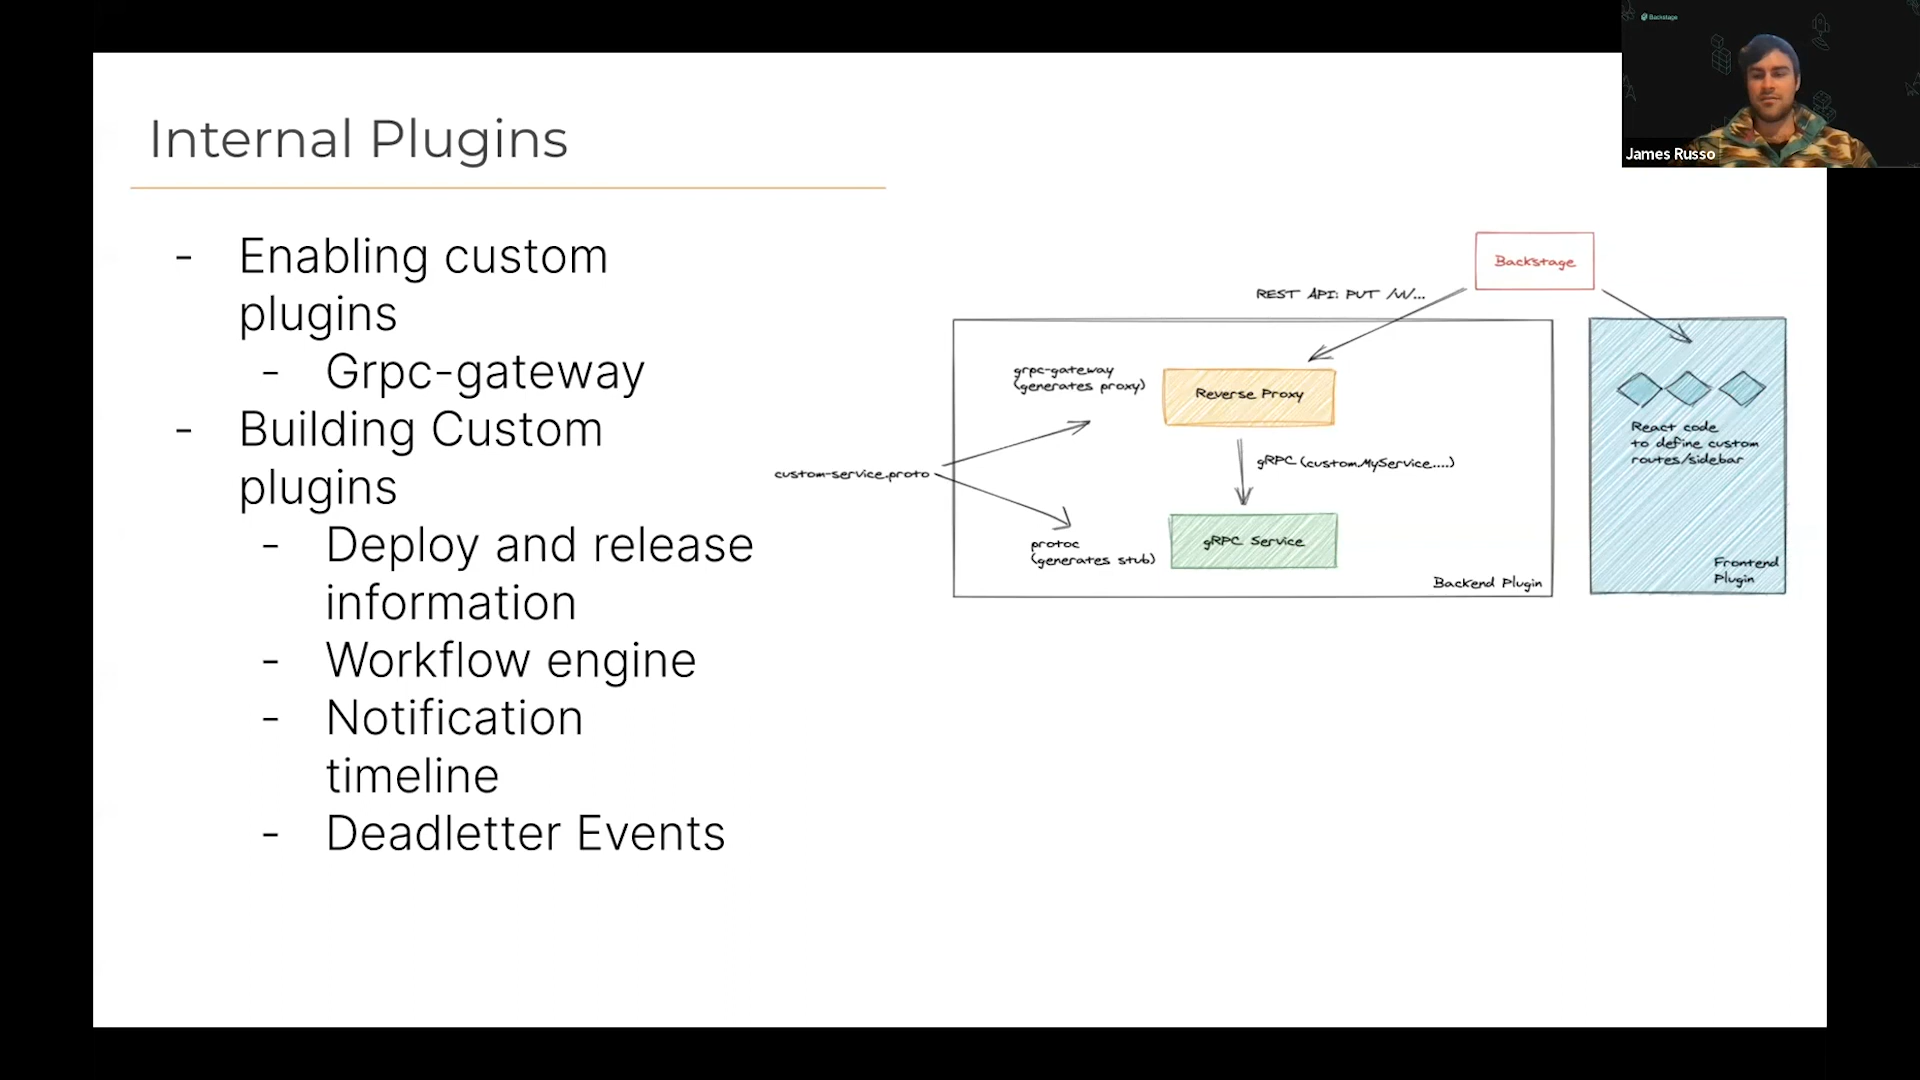 Backstage
James Russo
Internal Plugins
- Enabling custom
plugins
- Grpc-gateway
- Building Custom
plugins
- Deploy and release
information
- Workflow engine
- Notification
timeline
- Deadletter Events
Backstage
REST API: PUT /v1/...
grpc-gateway
(generates proxy)
Reverse Proxy
custom-service.proto
gRPC (custom.MyService....)
protoc
(generates stub)
gRPC Service
Backend Plugin
React code
to define custom
routes/sidebar
Frontend
Plugin